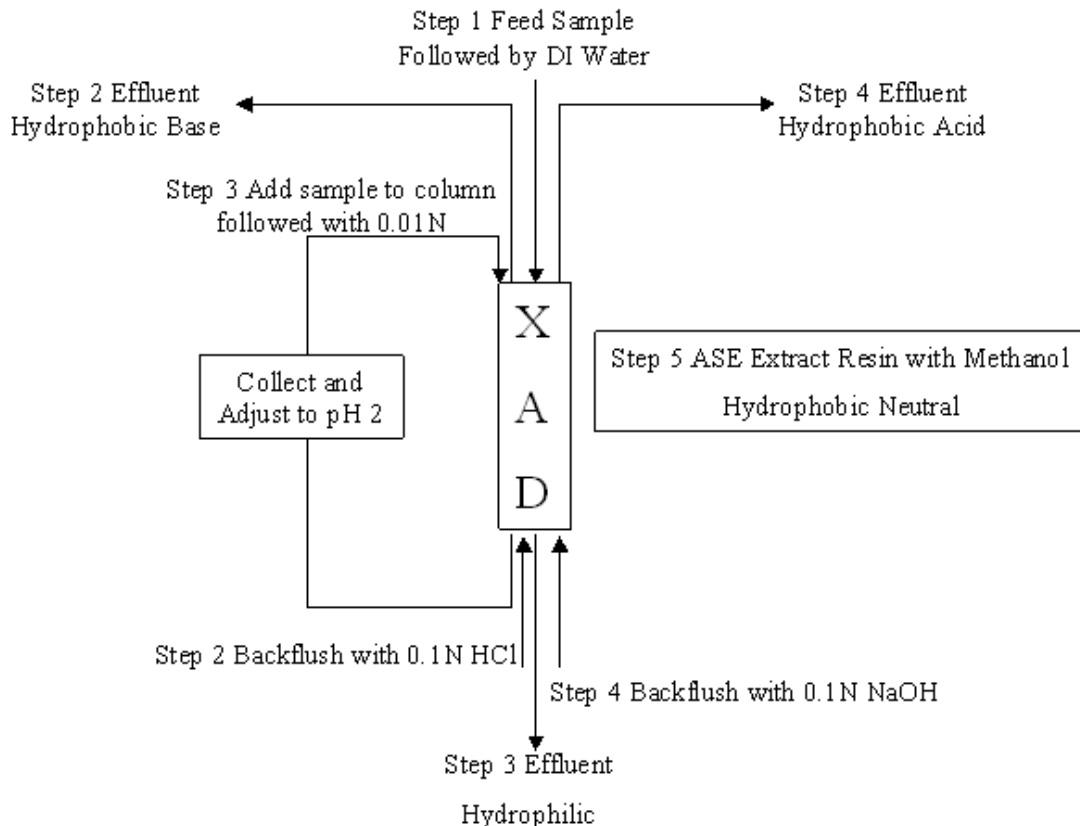 Step 1 Feed Sample
Followed by DI Water
Step 2 Effluent
Hydrophobic Base
Step 4 Effluent
Hydrophobic Acid
Step 3 Add sample to column
followed with 0.01N
X
A
D
Collect and
Adjust to pH 2
Step 5 ASE Extract Resin with Methanol
Hydrophobic Neutral
Step 2 Backflush with 0.1N HCl
Step 4 Backflush with 0.1N NaOH
Step 3 Effluent
Hydrophilic